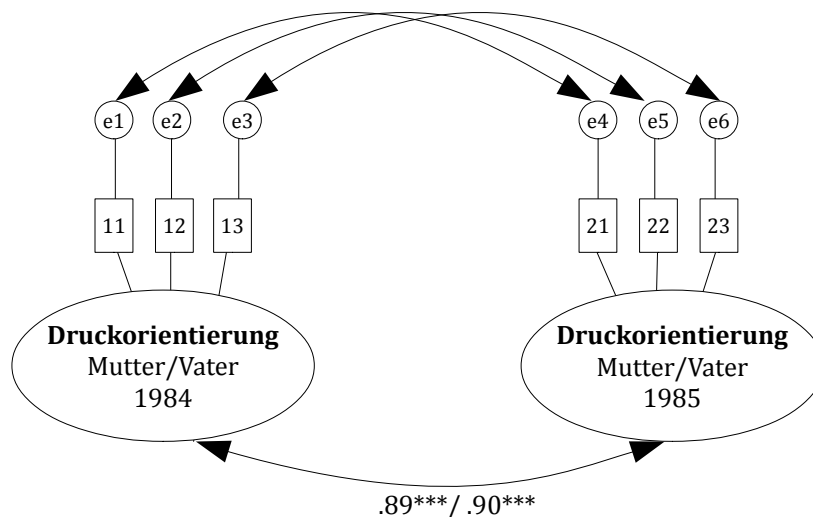 e1 e2 e3 e4 e5 e6
11 12 13 21 22 23
Druckorientierung
Mutter/Vater
1984
Druckorientierung
Mutter/Vater
1985
.89***/ .90***